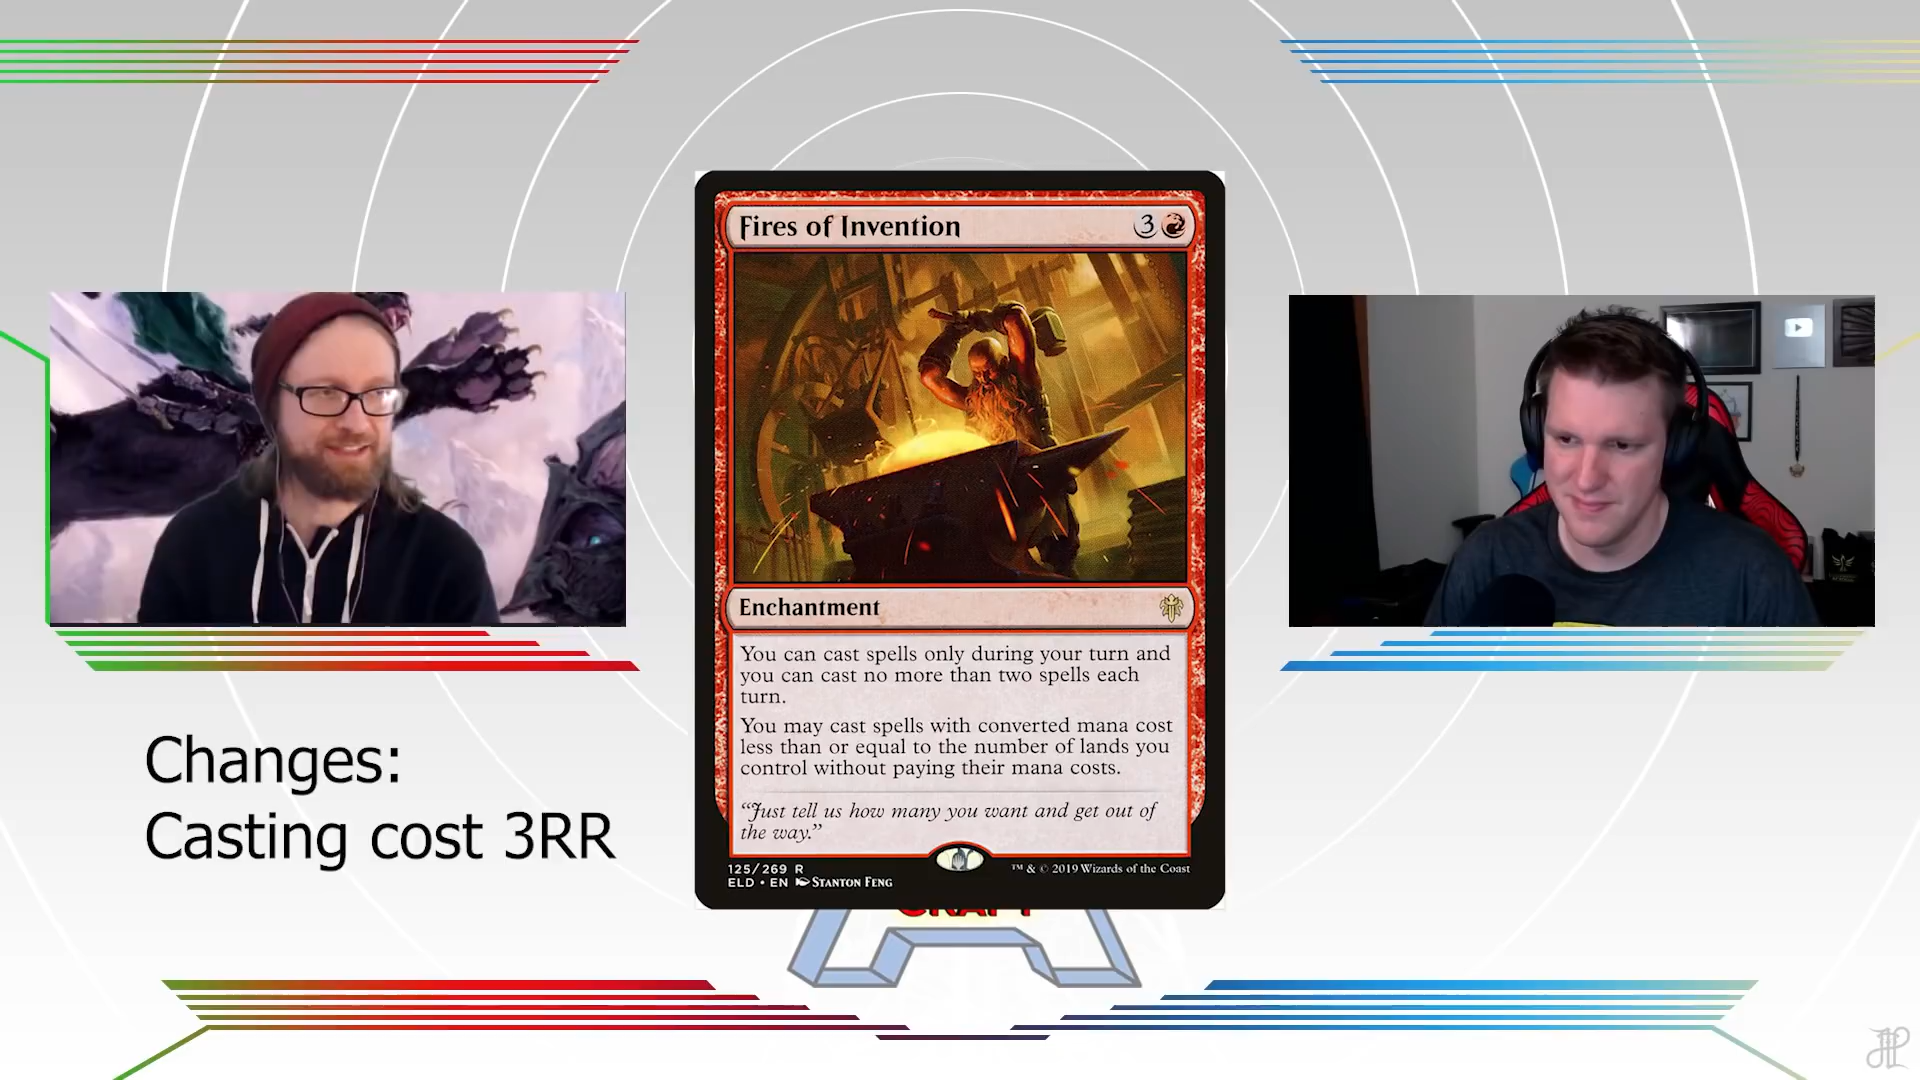 Fires of Invention
3
Enchantment
You can cast spells only during your turn and
you can cast no more than two spells each
turn.
You may cast spells with converted mana cost
less than or equal to the number of lands you
control without paying their mana costs.
“Just tell us how many you want and get out of
the way.”
125/269 R
ELD • EN STANTON FENG
™ & © 2019 Wizards of the Coast
Changes:
Casting cost 3RR